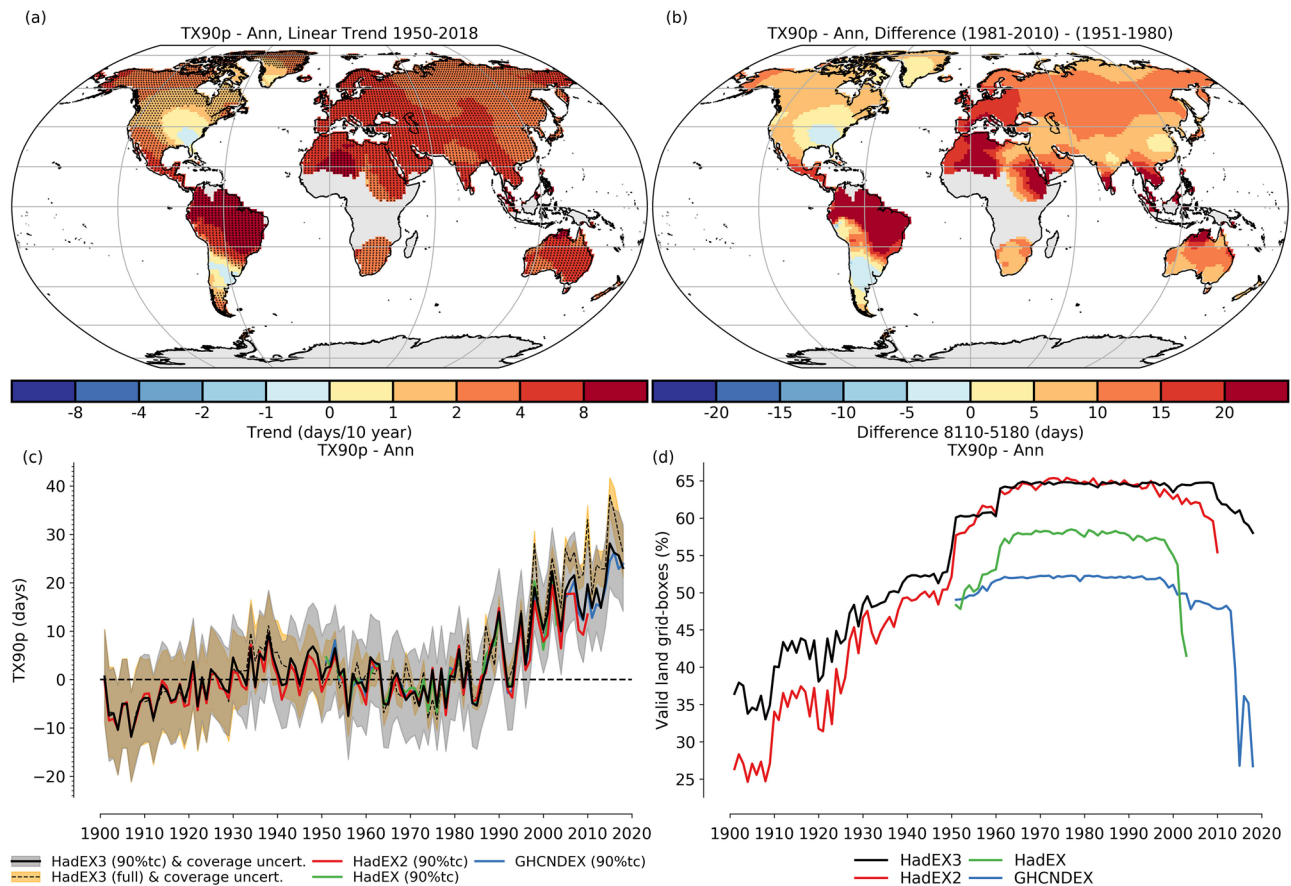 (a)
TX90p - Ann, Linear Trend 1950-2018
(b)
TX90p - Ann, Difference (1981-2010) - (1951-1980)
-8 -4 -2 -1 0 1 2 4 8
Trend (days/10 year)
-20 -15 -10 -5 0 5 10 15 20
Difference 8110-5180 (days)
(c)
TX90p - Ann
TX90p (days)
40
30
20
10
0
−10
−20
1900 1910 1920 1930 1940 1950 1960 1970 1980 1990 2000 2010 2020
HadEX3 (90%tc) & coverage uncert.
HadEX3 (full) & coverage uncert.
HadEX2 (90%tc)
HadEX (90%tc)
GHCNDEX (90%tc)
(d)
TX90p - Ann
Valid land grid-boxes (%)
65
60
55
50
45
40
35
30
25
1900 1910 1920 1930 1940 1950 1960 1970 1980 1990 2000 2010 2020
HadEX3
HadEX2
HadEX
GHCNDEX